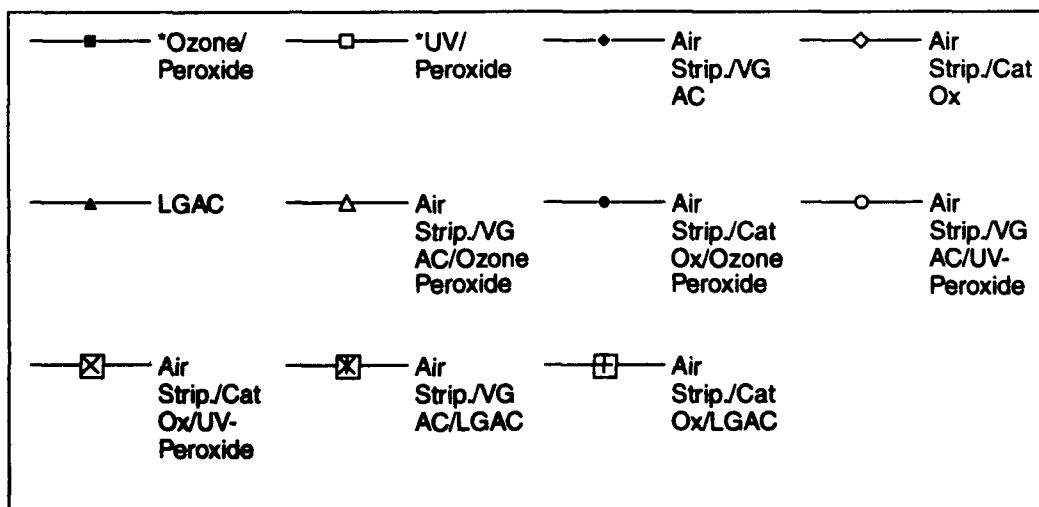 *Ozone/
Peroxide
*UV/
Peroxide
Air
Strip./VG
AC
Air
Strip./Cat
Ox
LGAC
Air
Strip./VG
AC/Ozone
Peroxide
Air
Strip./Cat
Ox/Ozone
Peroxide
Air
Strip./VG
AC/UV-
Peroxide
Air
Strip./Cat
Ox/UV-
Peroxide
Air
Strip./VG
AC/LGAC
Air
Strip./Cat
Ox/LGAC